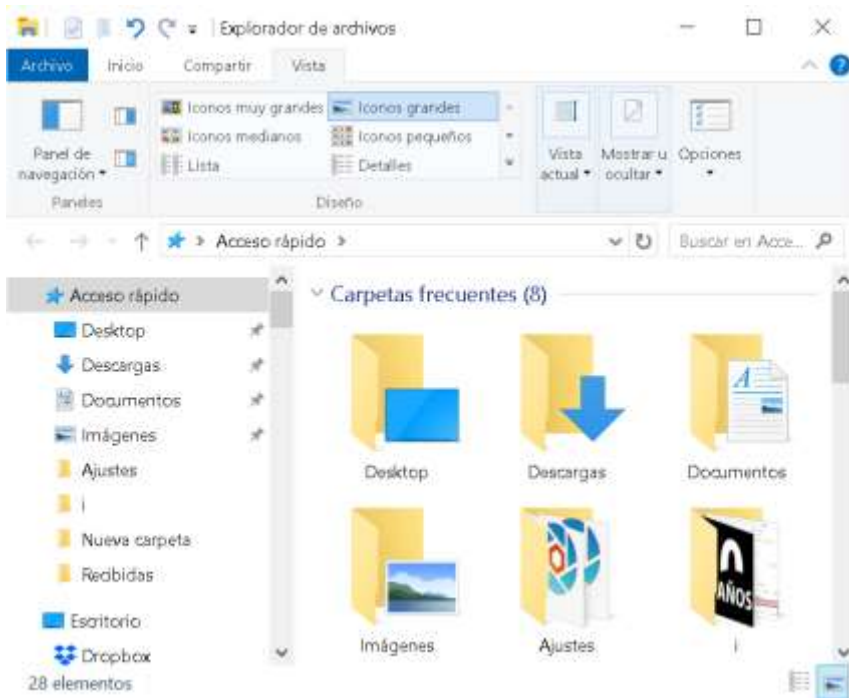 Explorador de archivos
Archivo Inicio Compartir Vista
Iconos muy grandes Iconos grandes
Iconos medianos Iconos pequeños
Lista Detalles
Panel de navegación
Vista actual
Mostrar u ocultar
Opciones
Paneles Diseño
Acceso rápido
Buscar en Acce...
Acceso rápido
Desktop
Descargas
Documentos
Imágenes
Ajustes
i
Nueva carpeta
Recibidas
Escritorio
Dropbox
Carpetas frecuentes (8)
Desktop Descargas Documentos
AÑOS
Imágenes Ajustes i
28 elementos